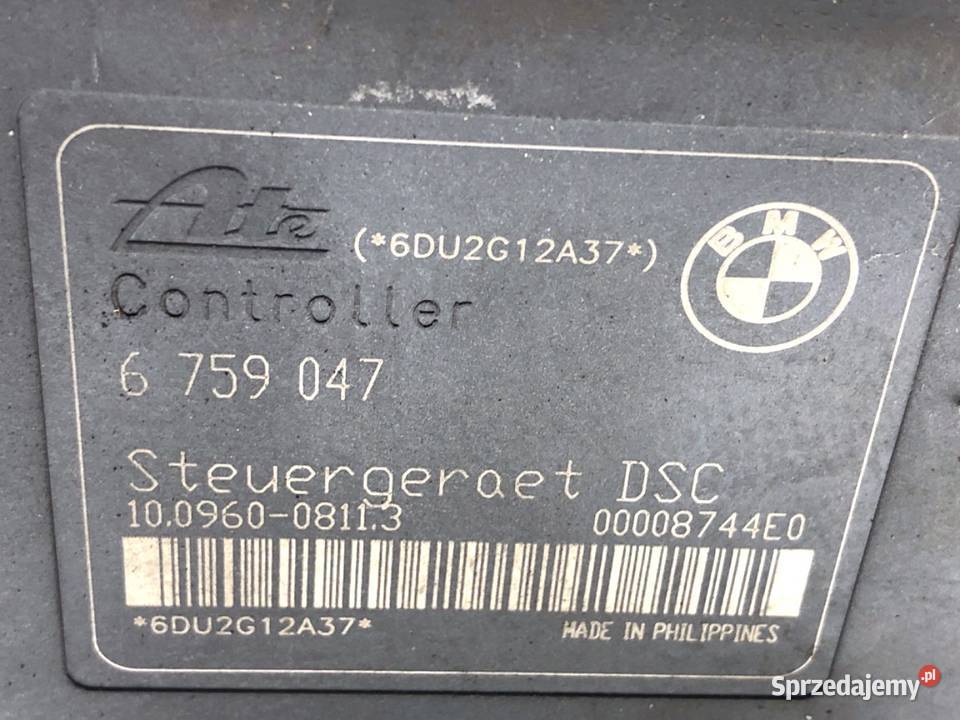 Ate (*6DU2G12A37*) BMW
Controller
6 759 047
Steuergeraet DSC
10.0960-0811.3 00008744E0
*6DU2G12A37* MADE IN PHILIPPINES
Sprzedajemy.pl